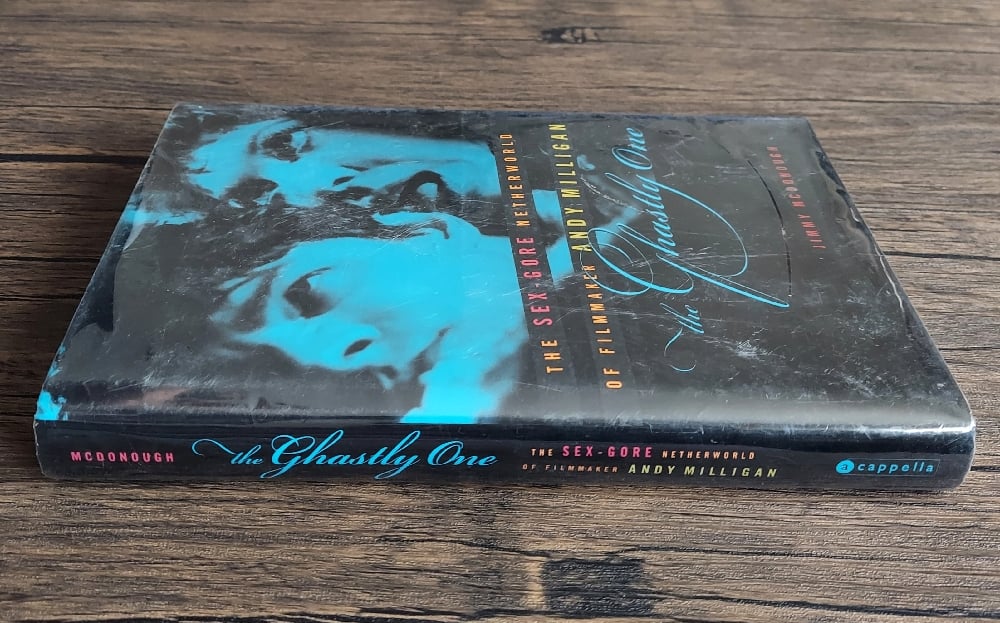 THE SEX-GORE NETHERWORLD
OF FILMMAKER ANDY MILLIGAN
the Ghastly One
JIMMY MCDONOUGH
MCDONOUGH
the Ghastly One
THE SEX-GORE NETHERWORLD
OF FILMMAKER ANDY MILLIGAN
a cappella